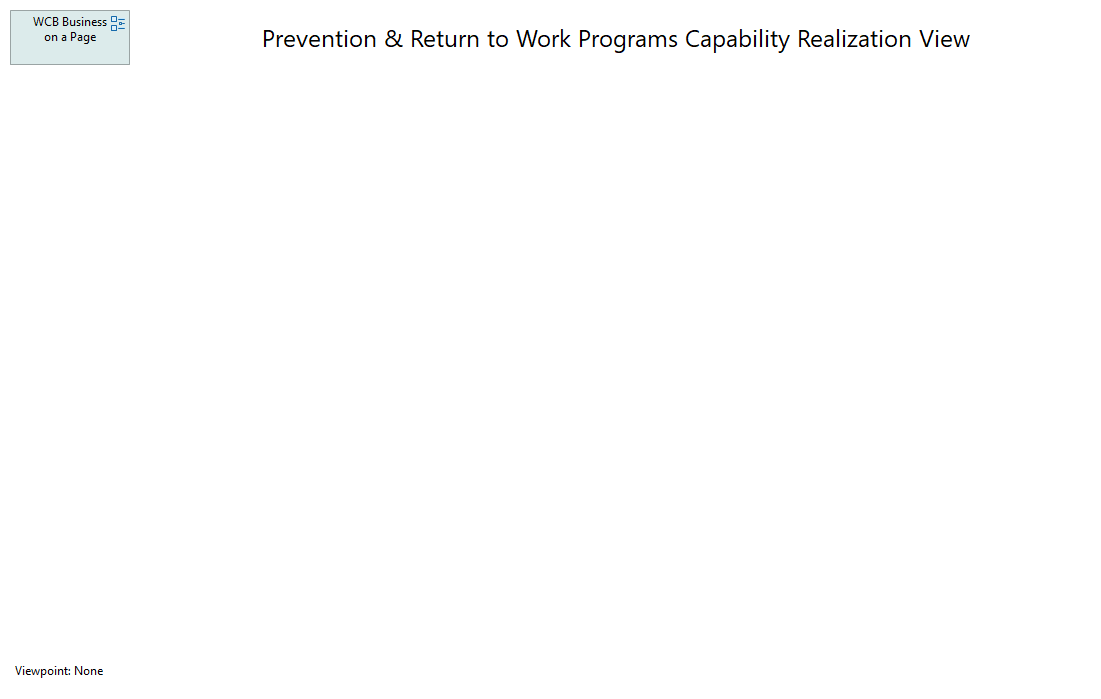 WCB Business
on a Page
Prevention & Return to Work Programs Capability Realization View
Viewpoint: None